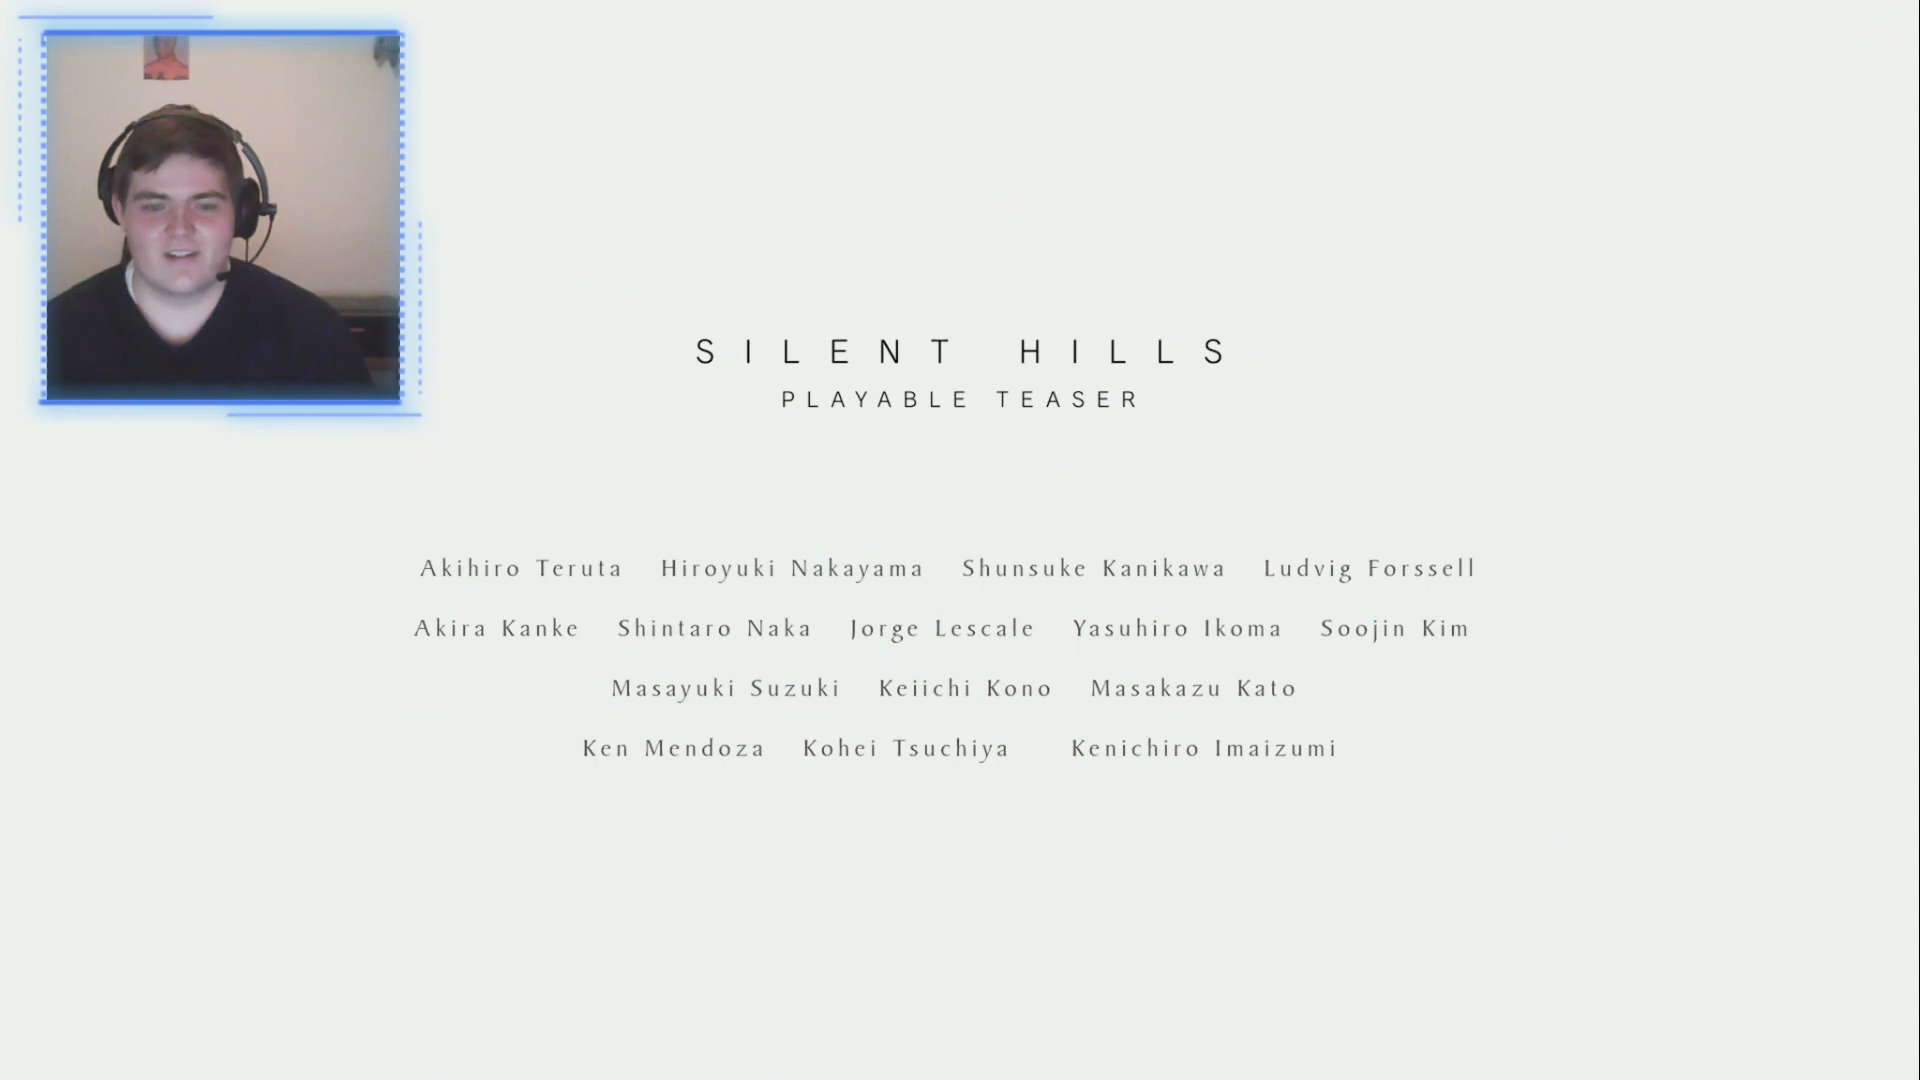 SILENT HILLS
PLAYABLE TEASER
Akihiro Teruta Hiroyuki Nakayama Shunsuke Kanikawa Ludvig Forssell
Akira Kanke Shintaro Naka Jorge Lescale Yasuhiro Ikoma Soojin Kim
Masayuki Suzuki Keiichi Kono Masakazu Kato
Ken Mendoza Kohei Tsuchiya Kenichiro Imaizumi